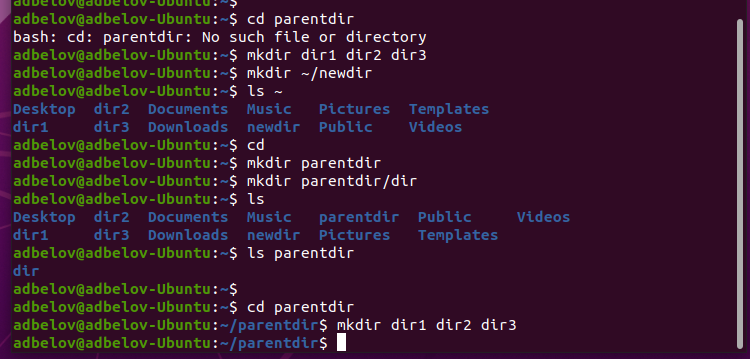 adbelov@adbelov-Ubuntu:~$
adbelov@adbelov-Ubuntu:~$ cd parentdir
bash: cd: parentdir: No such file or directory
adbelov@adbelov-Ubuntu:~$ mkdir dir1 dir2 dir3
adbelov@adbelov-Ubuntu:~$ mkdir ~/newdir
adbelov@adbelov-Ubuntu:~$ ls ~
Desktop  dir2  Documents  Music   Pictures  Templates
dir1     dir3  Downloads  newdir  Public    Videos
adbelov@adbelov-Ubuntu:~$ cd
adbelov@adbelov-Ubuntu:~$ mkdir parentdir
adbelov@adbelov-Ubuntu:~$ mkdir parentdir/dir
adbelov@adbelov-Ubuntu:~$ ls
Desktop  dir2  Documents  Music   parentdir  Public     Videos
dir1     dir3  Downloads  newdir  Pictures   Templates
adbelov@adbelov-Ubuntu:~$ ls parentdir
dir
adbelov@adbelov-Ubuntu:~$
adbelov@adbelov-Ubuntu:~$ cd parentdir
adbelov@adbelov-Ubuntu:~/parentdir$ mkdir dir1 dir2 dir3
adbelov@adbelov-Ubuntu:~/parentdir$